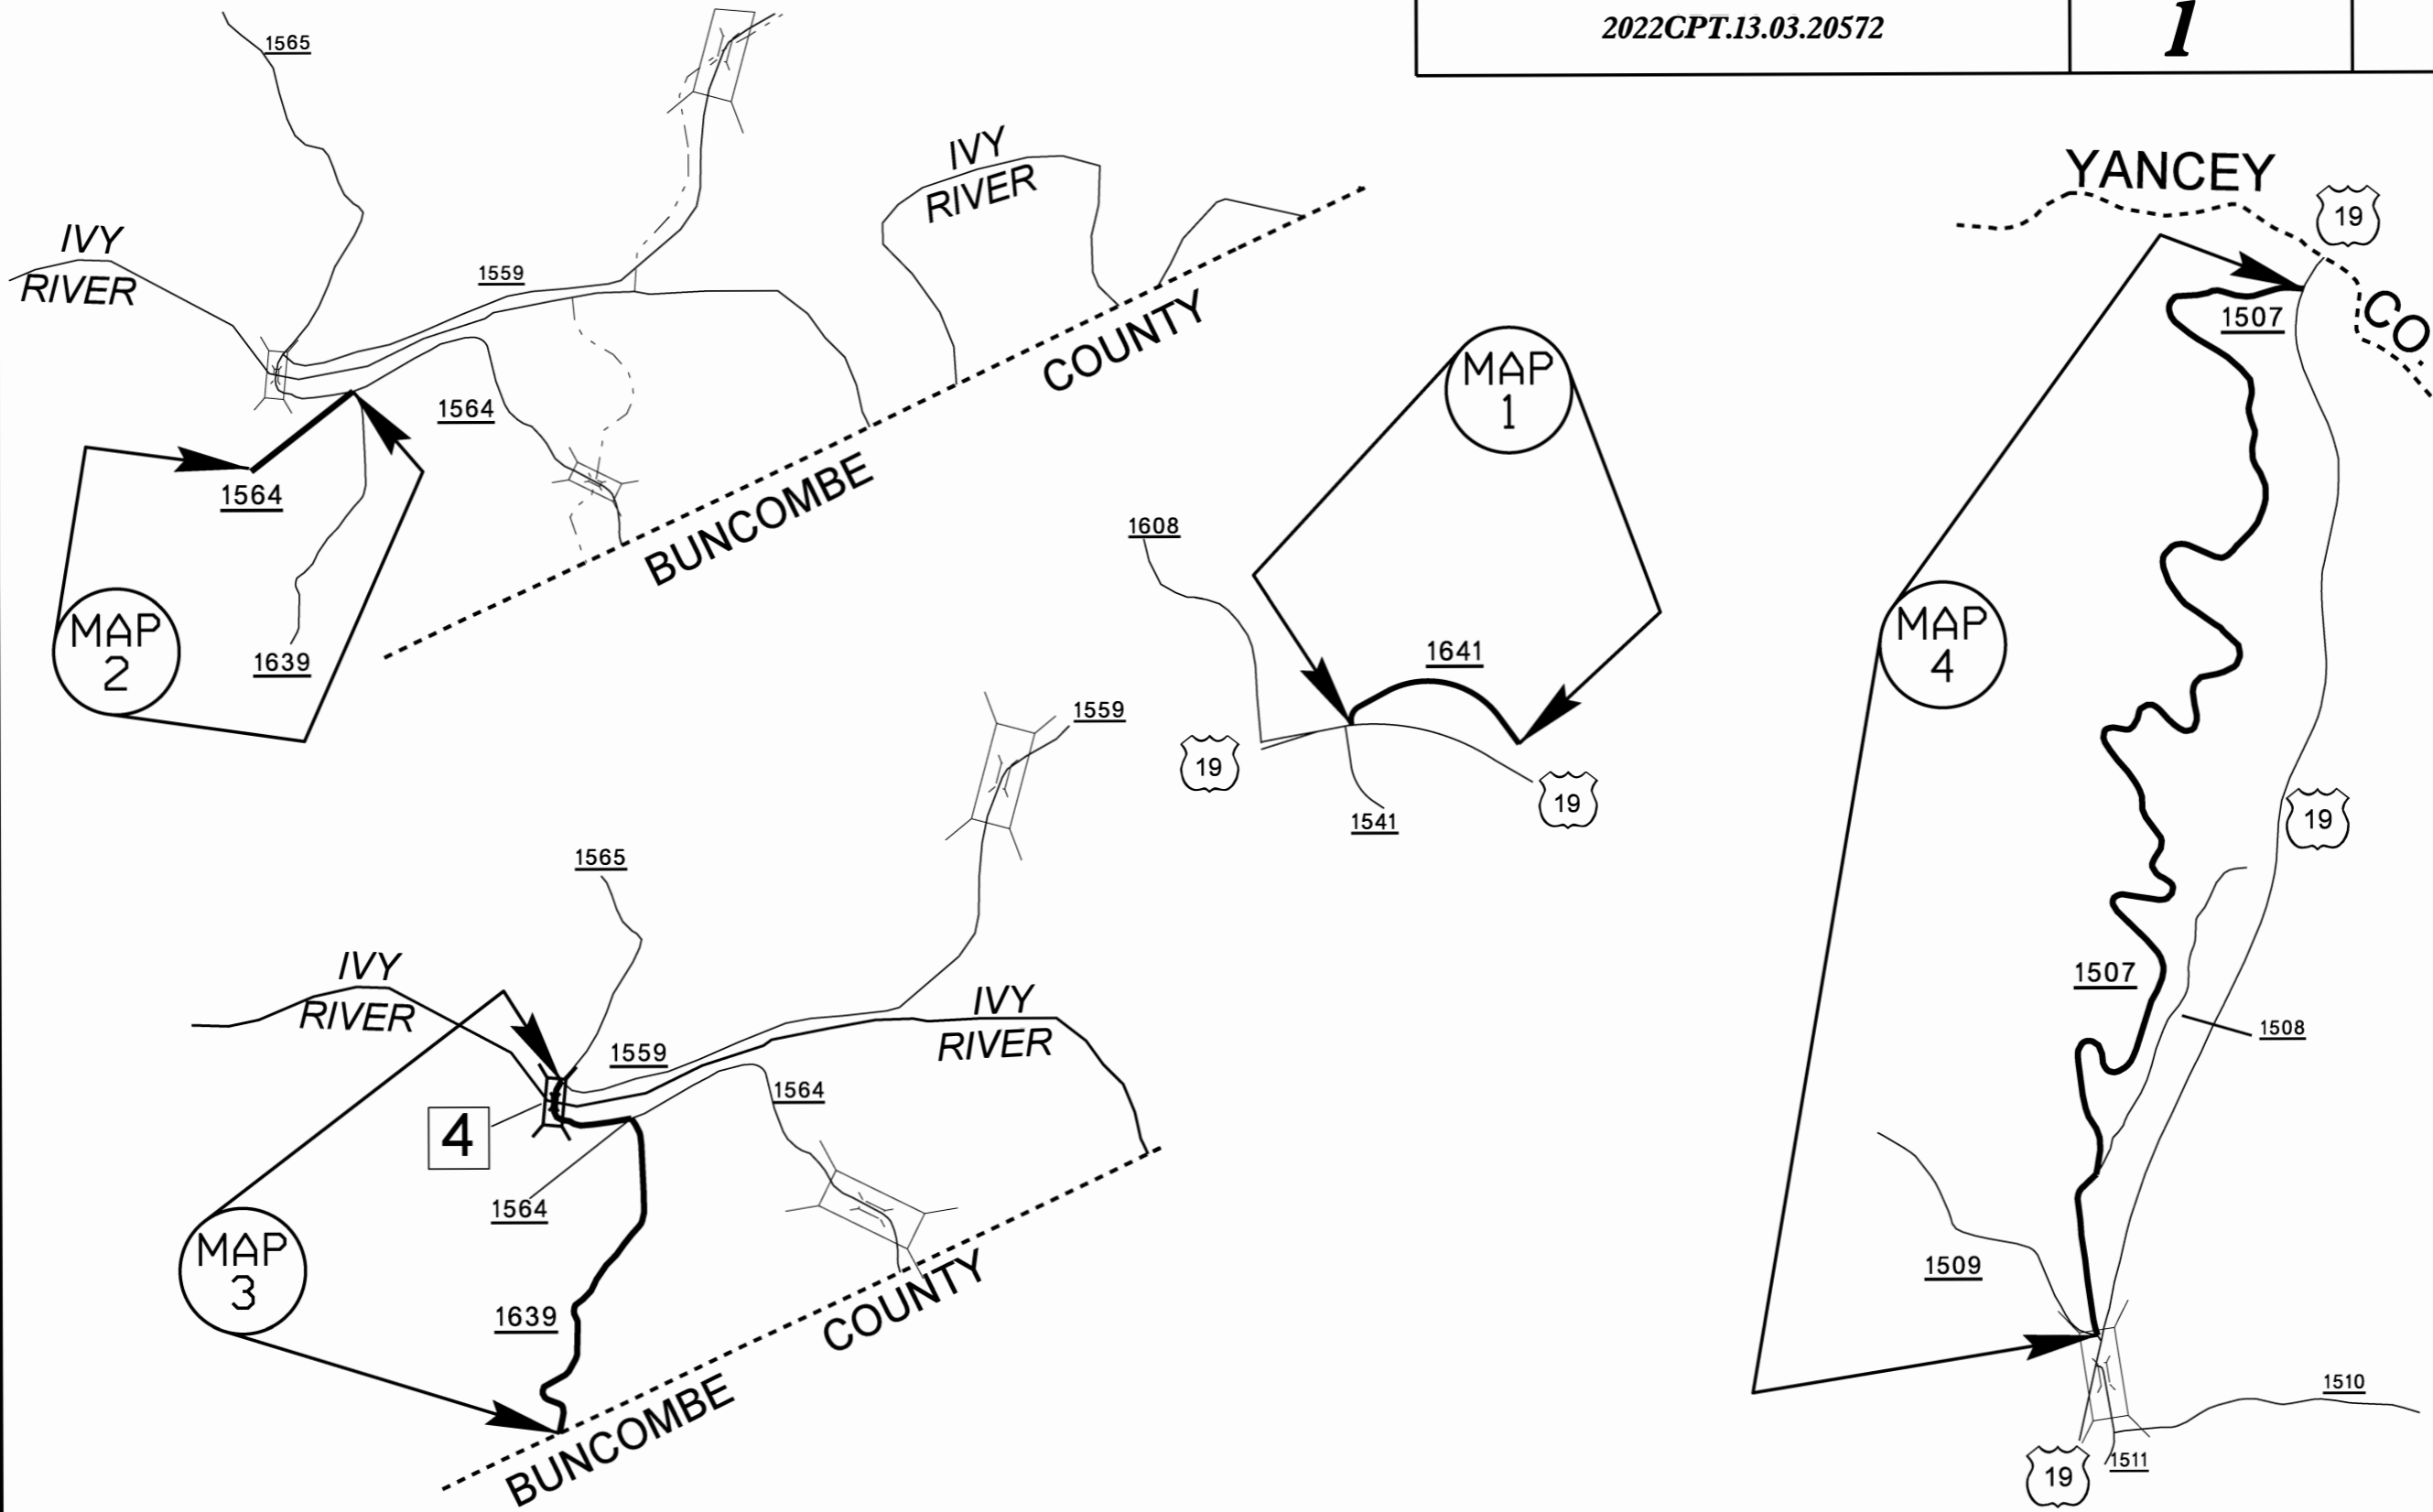 2022CPT.13.03.20572
1
1565
IVY
RIVER
1559
1564
1564
1639
MAP
2
BUNCOMBE
COUNTY
IVY
RIVER
MAP
1
1608
1641
19
19
1541
YANCEY
CO.
19
1507
MAP
4
19
1507
1508
1509
1510
1511
19
1559
1565
IVY
RIVER
1559
IVY
RIVER
1564
4
1564
MAP
3
1639
BUNCOMBE
COUNTY